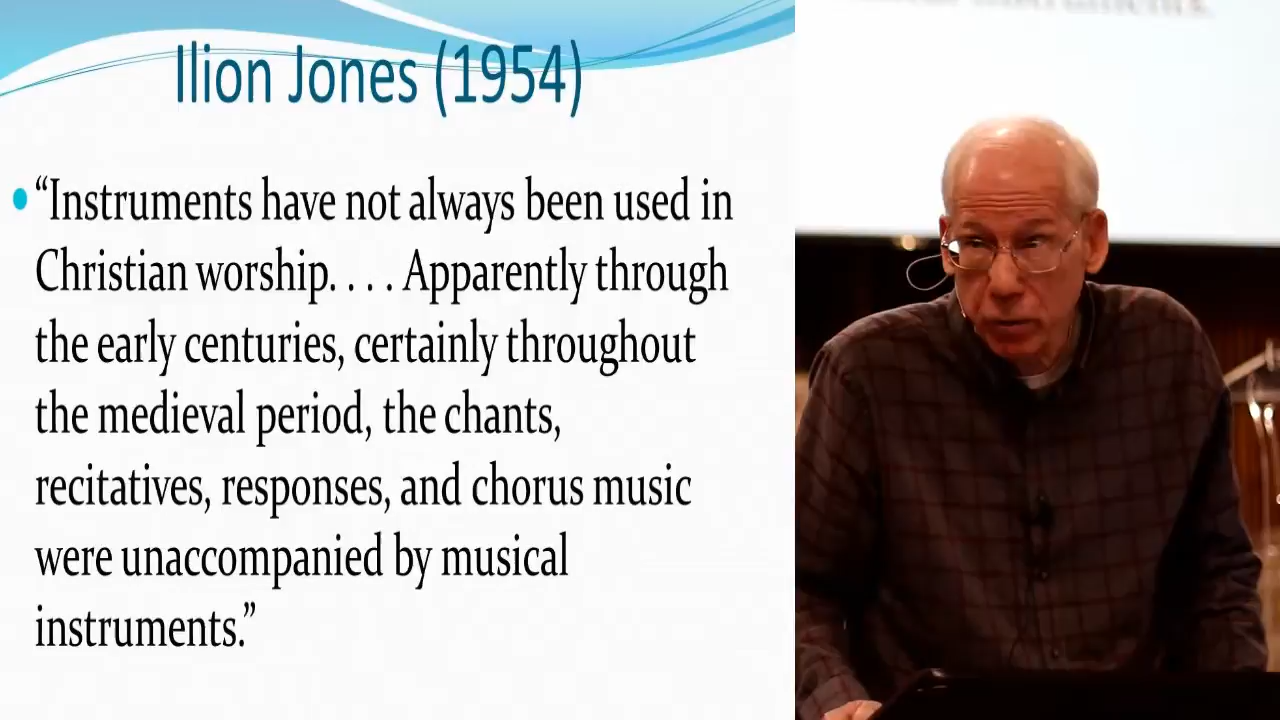 Ilion Jones (1954)
• “Instruments have not always been used in
Christian worship. . . . Apparently through
the early centuries, certainly throughout
the medieval period, the chants,
recitatives, responses, and chorus music
were unaccompanied by musical
instruments.”